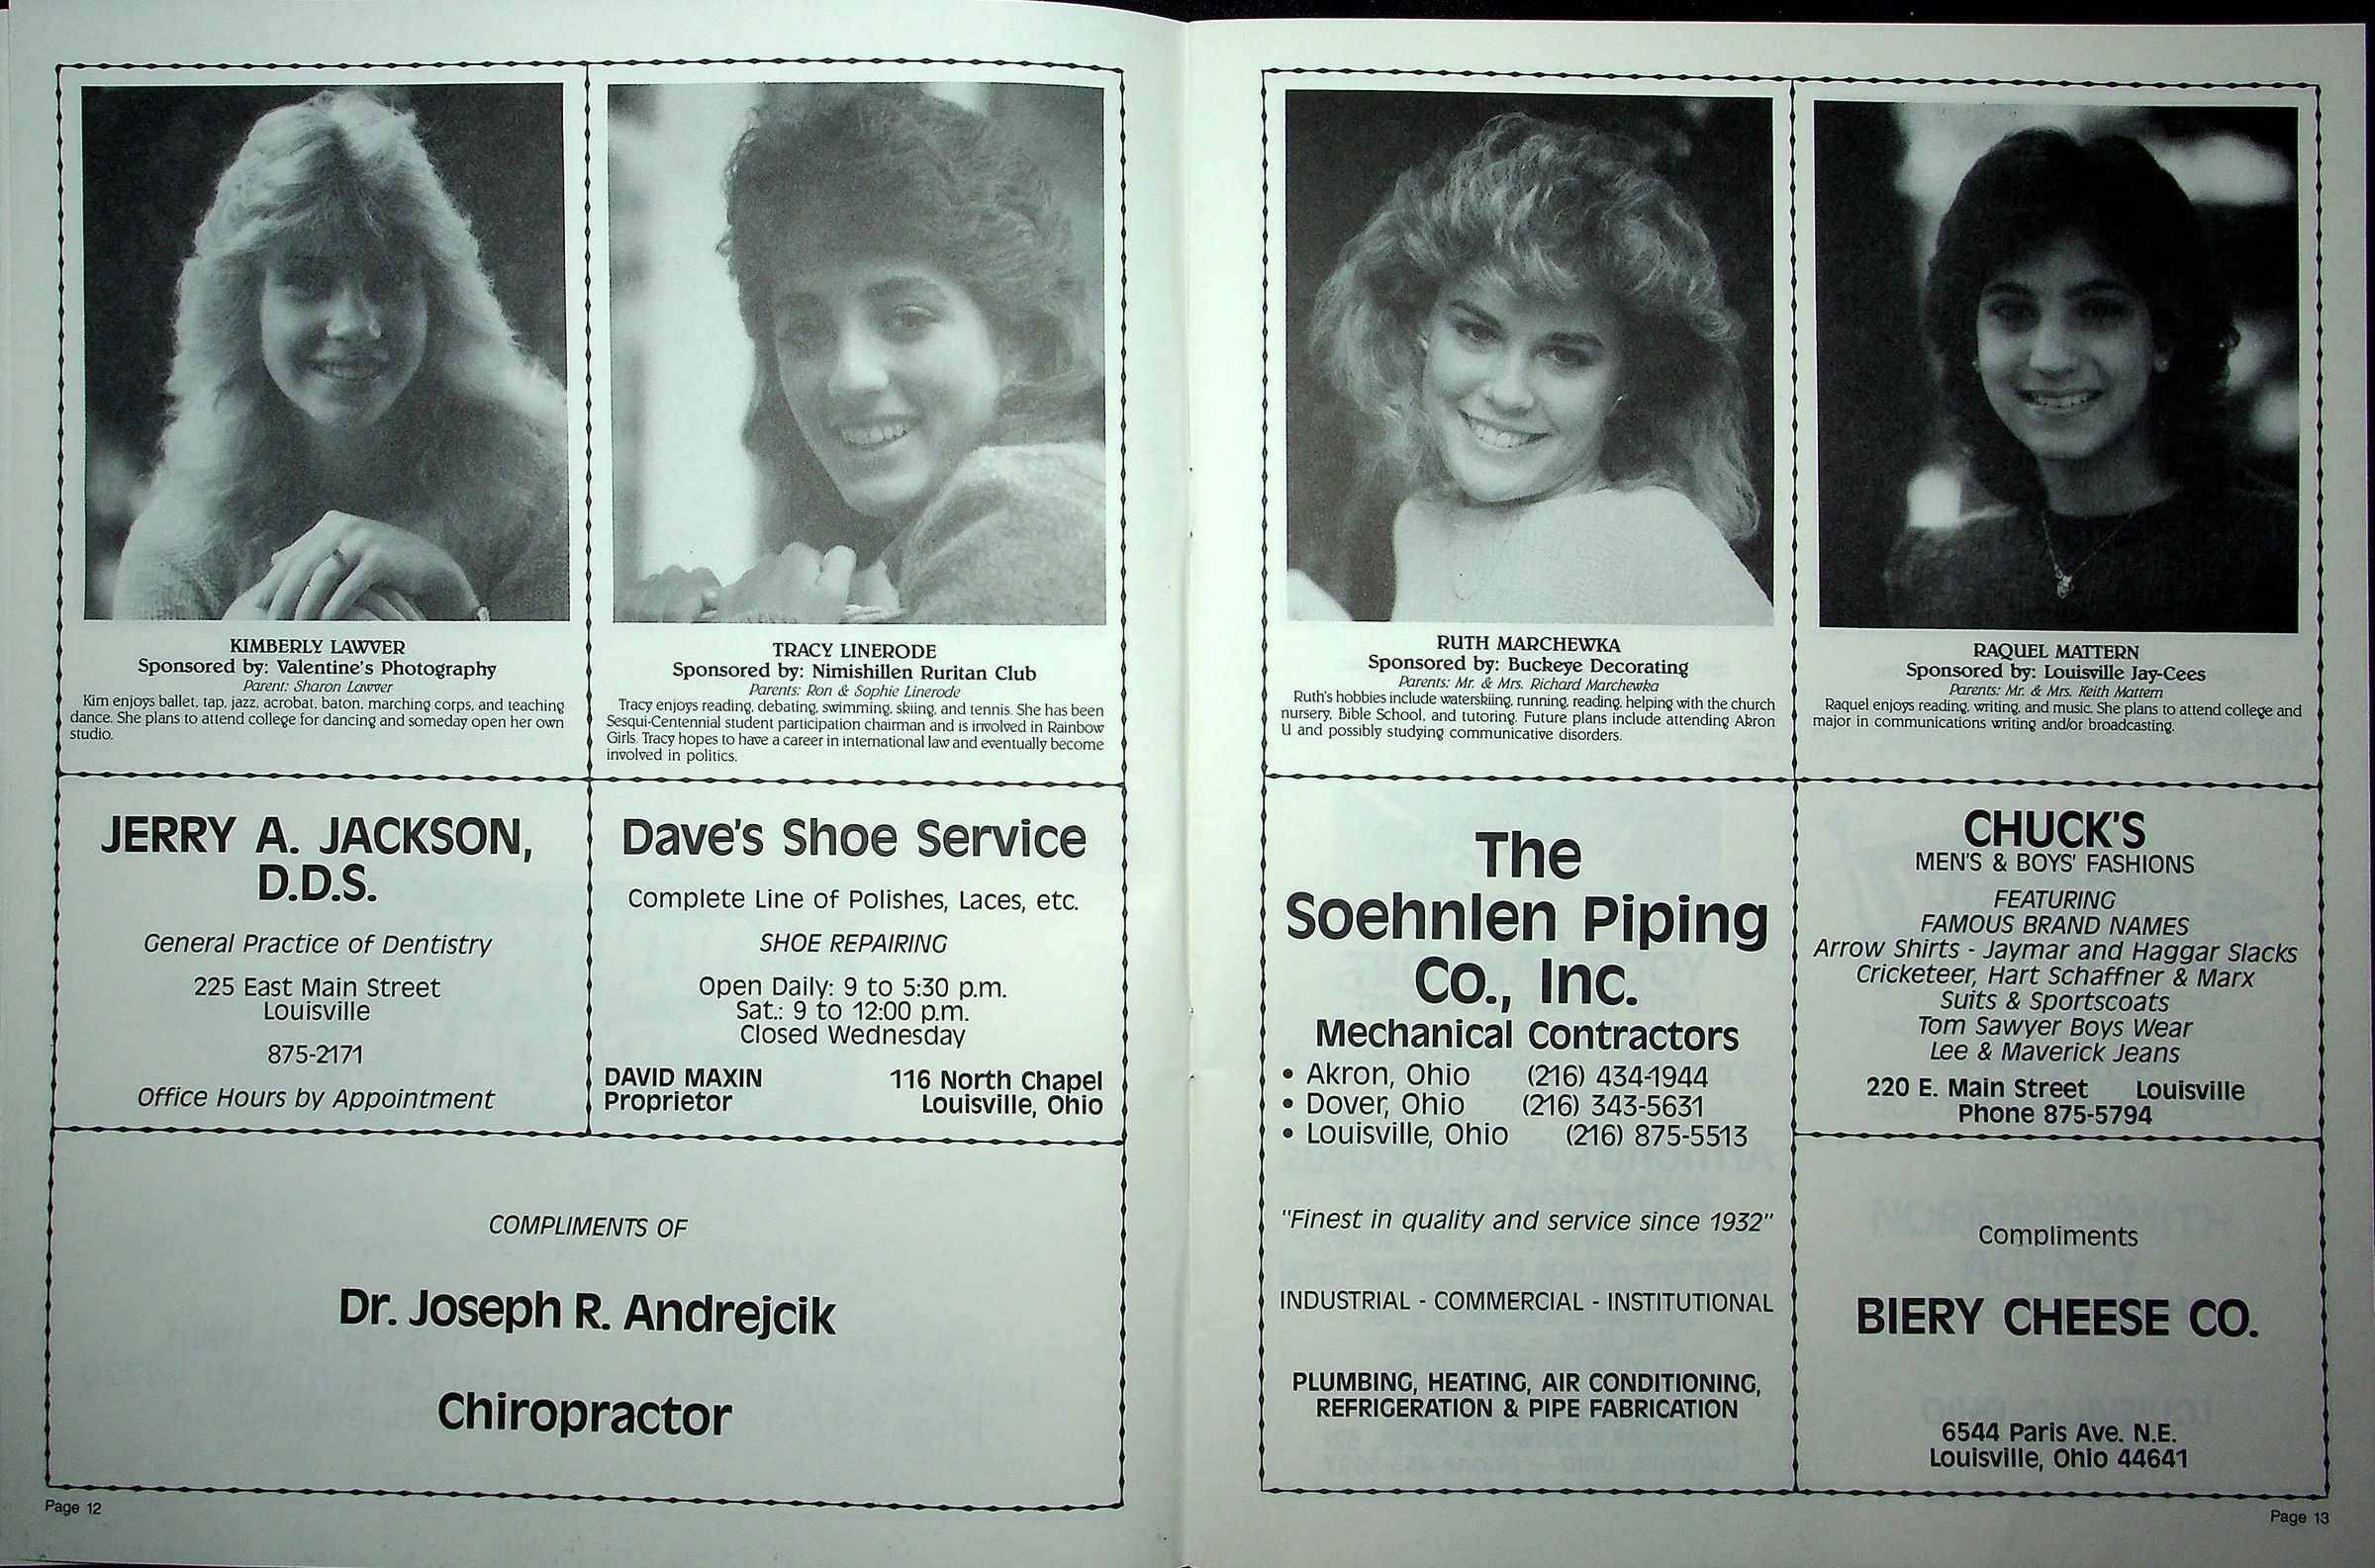 KIMBERLY LAWVER
Sponsored by: Valentine's Photography
Parent: Sharon Lawver
Kim enjoys ballet, tap, jazz, acrobat, baton, marching corps, and teaching
dance. She plans to attend college for dancing and someday open her own
studio.
TRACY LINERODE
Sponsored by: Nimishillen Ruritan Club
Parents: Ron & Sophie Linerode
Tracy enjoys reading, debating, swimming, skiing, and tennis. She has been
Sesqui-Centennial student participation chairman and is involved in Rainbow
Girls. Tracy hopes to have a career in international law and eventually become
involved in politics.
JERRY A. JACKSON,
D.D.S.
General Practice of Dentistry
225 East Main Street
Louisville
875-2171
Office Hours by Appointment
Dave's Shoe Service
Complete Line of Polishes, Laces, etc.
SHOE REPAIRING
Open Daily: 9 to 5:30 p.m.
Sat.: 9 to 12:00 p.m.
Closed Wednesday
DAVID MAXIN 116 North Chapel
Proprietor Louisville, Ohio
COMPLIMENTS OF
Dr. Joseph R. Andrejcik
Chiropractor
Page 12
RUTH MARCHEWKA
Sponsored by: Buckeye Decorating
Parents: Mr. & Mrs. Richard Marchewka
Ruth's hobbies include waterskiing, running, reading, helping with the church
nursery, Bible School, and tutoring. Future plans include attending Akron
U and possibly studying communicative disorders.
RAQUEL MATTERN
Sponsored by: Louisville Jay-Cees
Parents: Mr. & Mrs. Keith Mattern
Raquel enjoys reading, writing, and music. She plans to attend college and
major in communications writing and/or broadcasting.
The
Soehnlen Piping
Co., Inc.
Mechanical Contractors
• Akron, Ohio (216) 434-1944
• Dover, Ohio (216) 343-5631
• Louisville, Ohio (216) 875-5513
"Finest in quality and service since 1932"
INDUSTRIAL - COMMERCIAL - INSTITUTIONAL
PLUMBING, HEATING, AIR CONDITIONING,
REFRIGERATION & PIPE FABRICATION
CHUCK'S
MEN'S & BOYS' FASHIONS
FEATURING
FAMOUS BRAND NAMES
Arrow Shirts - Jaymar and Haggar Slacks
Cricketeer, Hart Schaffner & Marx
Suits & Sportscoats
Tom Sawyer Boys Wear
Lee & Maverick Jeans
220 E. Main Street Louisville
Phone 875-5794
Compliments
BIERY CHEESE CO.
6544 Paris Ave. N.E.
Louisville, Ohio 44641
Page 13